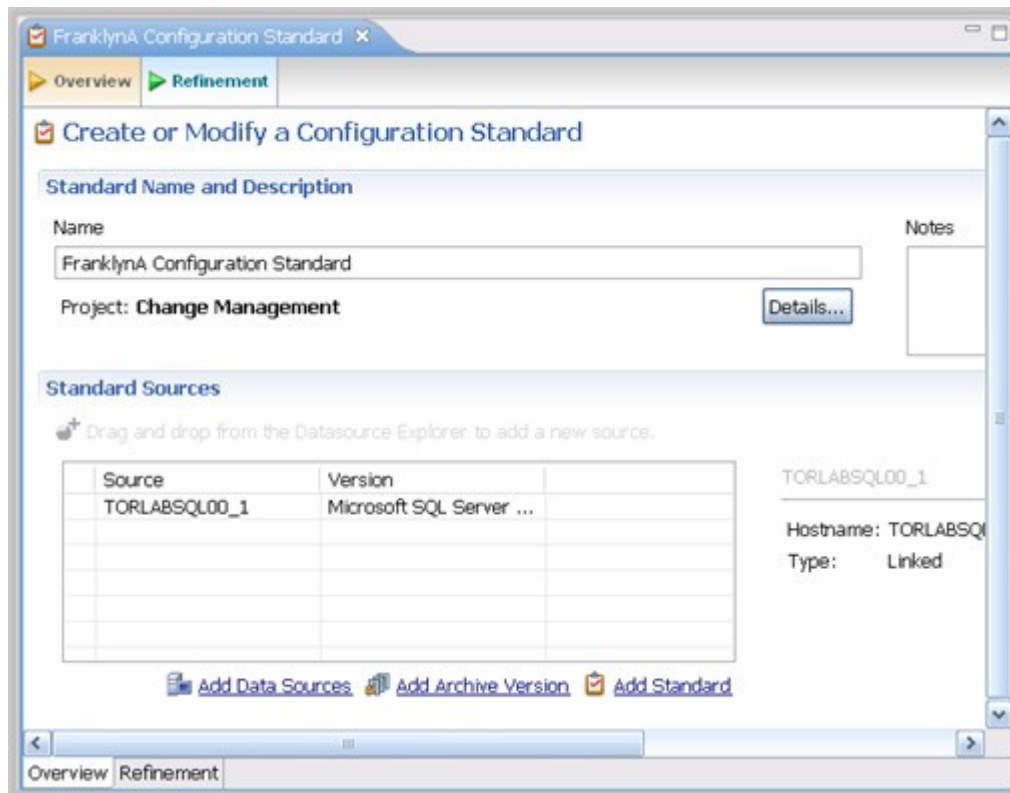 FranklynA Configuration Standard
Overview Refinement
Create or Modify a Configuration Standard
Standard Name and Description
Name Notes
FranklynA Configuration Standard
Project: Change Management Details...
Standard Sources
Drag and drop from the Datasource Explorer to add a new source.
Source Version TORLABSQL00_1
TORLABSQL00_1 Microsoft SQL Server ...
Hostname: TORLABSQL
Type: Linked
Add Data Sources Add Archive Version Add Standard
Overview Refinement